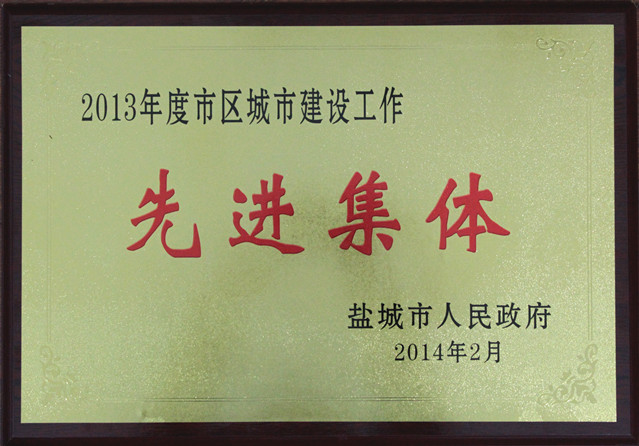 2013年度市区城市建设工作
先进集体
盐城市人民政府
2014年2月